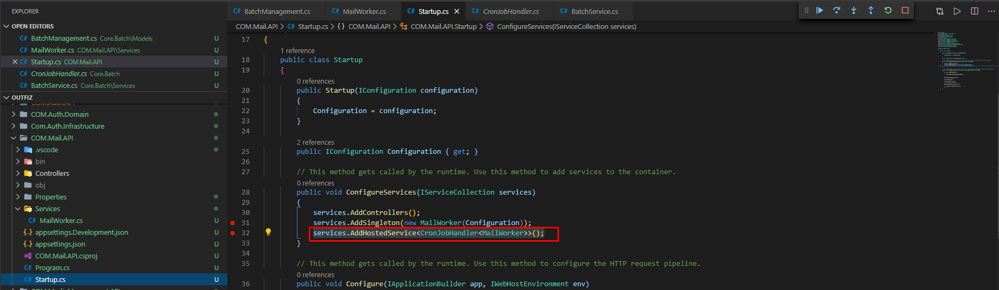 EXPLORER
OPEN EDITORS
C# BatchManagement.cs Core.Batch\Models U
C# MailWorker.cs COM.Mail.API\Services U
C# Startup.cs COM.Mail.API U
C# CronJobHandler.cs Core.Batch U
C# BatchService.cs Core.Batch\Services U
OUTFIZ
COM.Auth.API
COM.Auth.Domain
Com.Auth.Infrastructure
COM.Mail.API
.vscode
bin
Controllers
obj
Properties
Services
C# MailWorker.cs U
{..} appsettings.Development.json U
{..} appsettings.json U
COM.Mail.API.csproj U
C# Program.cs U
C# Startup.cs U
C# BatchManagement.cs C# MailWorker.cs C# Startup.cs C# CronJobHandler.cs C# BatchService.cs
COM.Mail.API > C# Startup.cs > {} COM.Mail.API > COM.Mail.API.Startup > ConfigureServices(IServiceCollection services)
17 {
1 reference
18 public class Startup
19 {
0 references
20 public Startup(IConfiguration configuration)
21 {
22 Configuration = configuration;
23 }
24
2 references
25 public IConfiguration Configuration { get; }
26
27 // This method gets called by the runtime. Use this method to add services to the container.
0 references
28 public void ConfigureServices(IServiceCollection services)
29 {
30 services.AddControllers();
31 services.AddSingleton(new MailWorker(Configuration));
32 services.AddHostedService<CronJobHandler<MailWorker>>();
33 }
34
35 // This method gets called by the runtime. Use this method to configure the HTTP request pipeline.
0 references
36 public void Configure(IApplicationBuilder app, IWebHostEnvironment env)